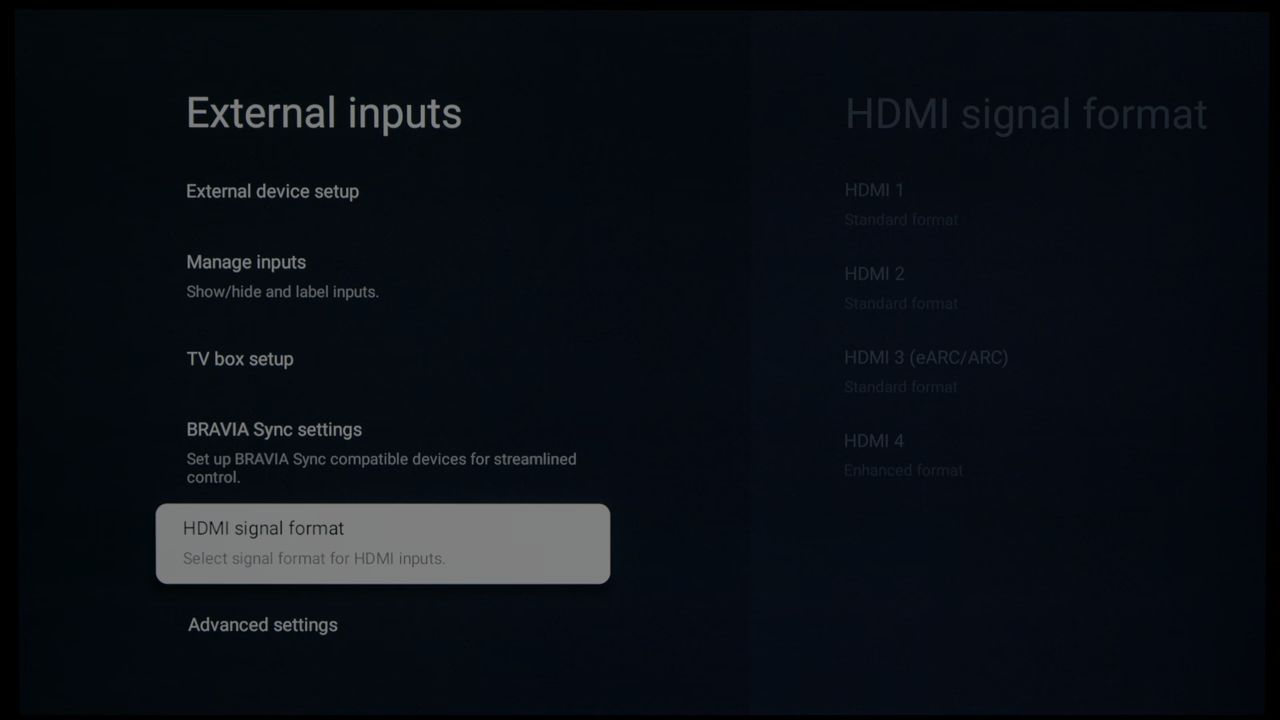 External inputs
External device setup
Manage inputs
Show/hide and label inputs.
TV box setup
BRAVIA Sync settings
Set up BRAVIA Sync compatible devices for streamlined
control.
HDMI signal format
Select signal format for HDMI inputs.
Advanced settings
HDMI signal format
HDMI 1
Standard format
HDMI 2
Standard format
HDMI 3 (eARC/ARC)
Standard format
HDMI 4
Enhanced format